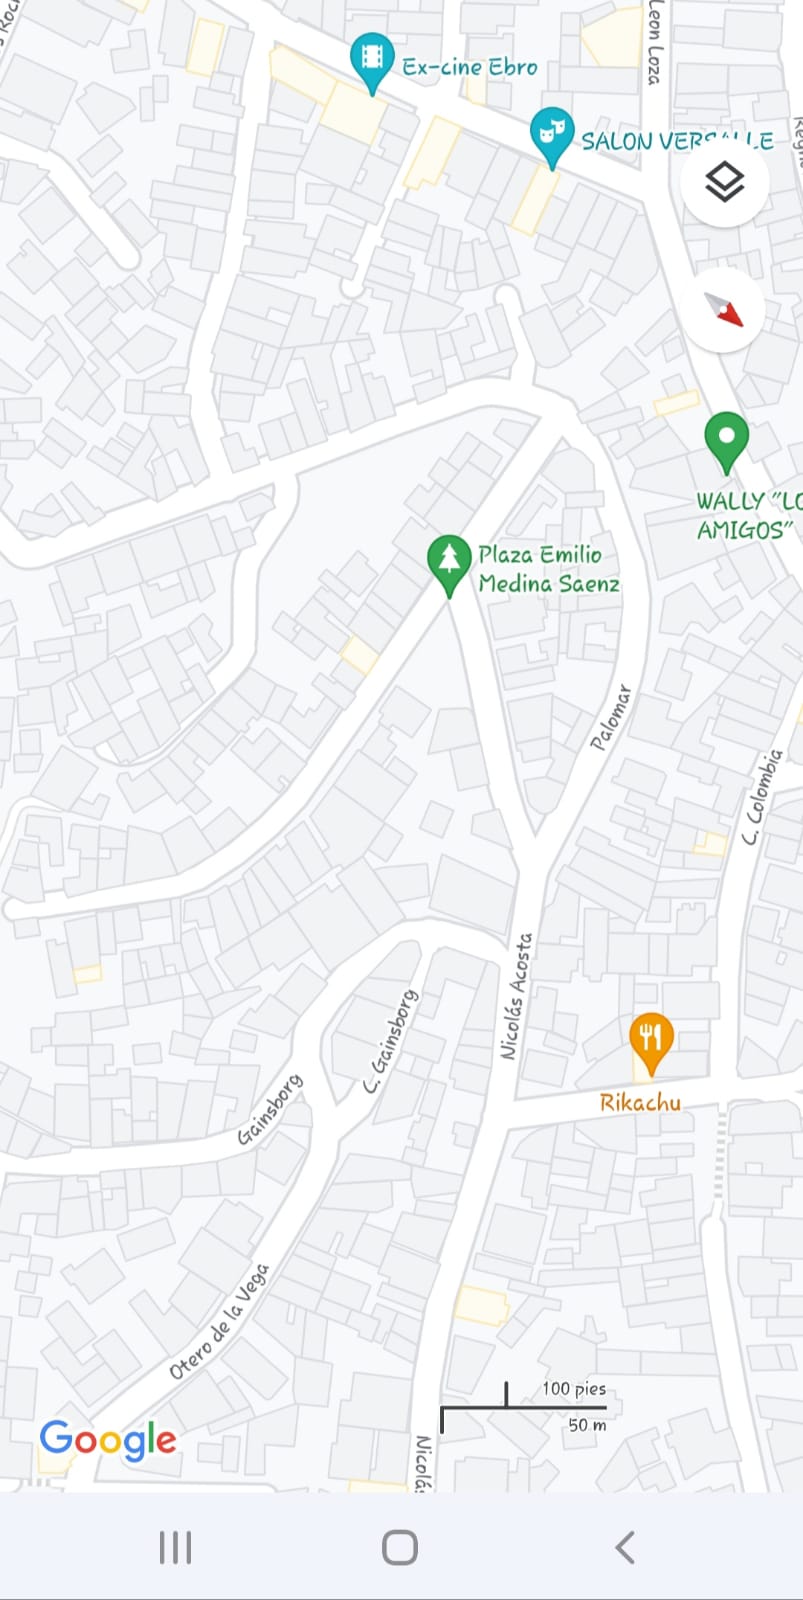 Leon Loza
Ex-cine Ebro
SALON VERSALLE
WALLY "LO
AMIGOS"
Plaza Emilio
Medina Saenz
Palomar
C. Colombia
Nicolás Acosta
C. Gainsborg
Gainsborg
Rikachu
Otero de la Vega
100 pies
50 m
Google
Nicolás